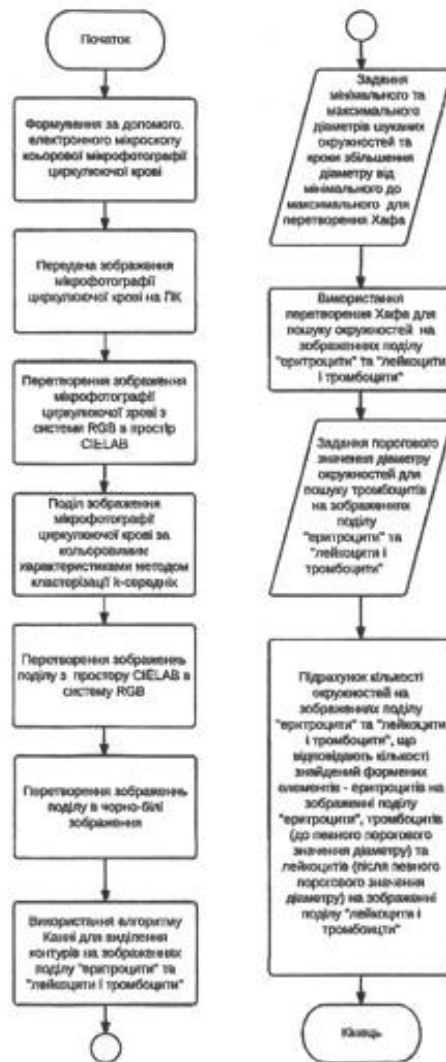 Початок
Формування за допомог.
електронного мікроскопу
кольорової мікрофотографії
циркулюючої крові
Передача зображення
мікрофотографії
циркулюючої крові на ПК
Перетворення зображення
мікрофотографії
циркулюючої крові з
системи RGB в простір
CIELAB
Поділ зображення
мікрофотографії
циркулюючої крові за
кольоровими
характеристиками методом
кластеризації k-середніх
Перетворення зображень
поділу з простору CIELAB в
систему RGB
Перетворення зображень
поділу в чорно-білі
зображення
Використання алгоритму
Канні для виділення
контурів на зображеннях
поділу "еритроцити" та
"лейкоцити і тромбоцити"
Задання
мінімального та
максимального
діаметрів шуканих
окружностей та
кроки збільшення
діаметру від
мінімального до
максимального для
перетворення Хафа
Використання
перетворення Хафа для
пошуку окружностей на
зображеннях поділу
"еритроцити" та "лейкоцити
і тромбоцити"
Задання порогового
значення діаметру
окружностей для
пошуку тромбоцитів
на зображеннях
поділу
"еритроцити" та
"лейкоцити і
тромбоцити"
Підрахунок кількості
окружностей на
зображеннях поділу
"еритроцити" та "лейкоцити
і тромбоцити", що
відповідають кількості
знайдений формених
елементів - еритроцитів на
зображенні поділу
"еритроцити", тромбоцитів
(до певного порогового
значення діаметру) та
лейкоцитів (після певного
порогового значення
діаметру) на зображенні
поділу "лейкоцити і
тромбоицти"
Кінець